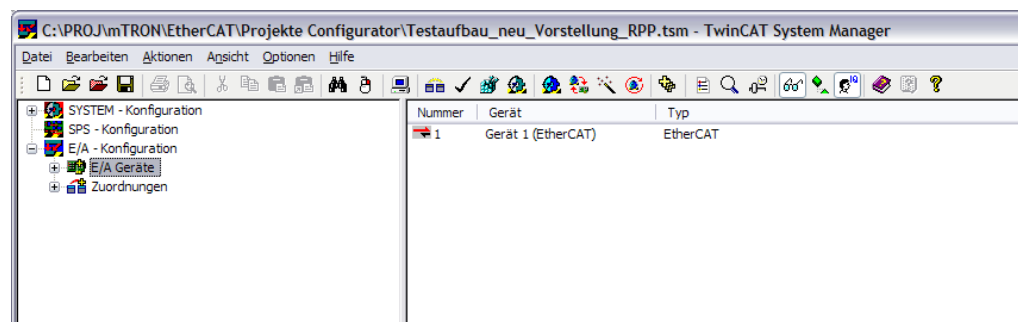 C:\PROJ\mTRON\EtherCAT\Projekte Configurator\Testaufbau_neu_Vorstellung_RPP.tsm - TwinCAT System Manager
Datei Bearbeiten Aktionen Ansicht Optionen Hilfe
SYSTEM - Konfiguration
SPS - Konfiguration
E/A - Konfiguration
E/A Geräte
Zuordnungen
Nummer Gerät Typ
1 Gerät 1 (EtherCAT) EtherCAT